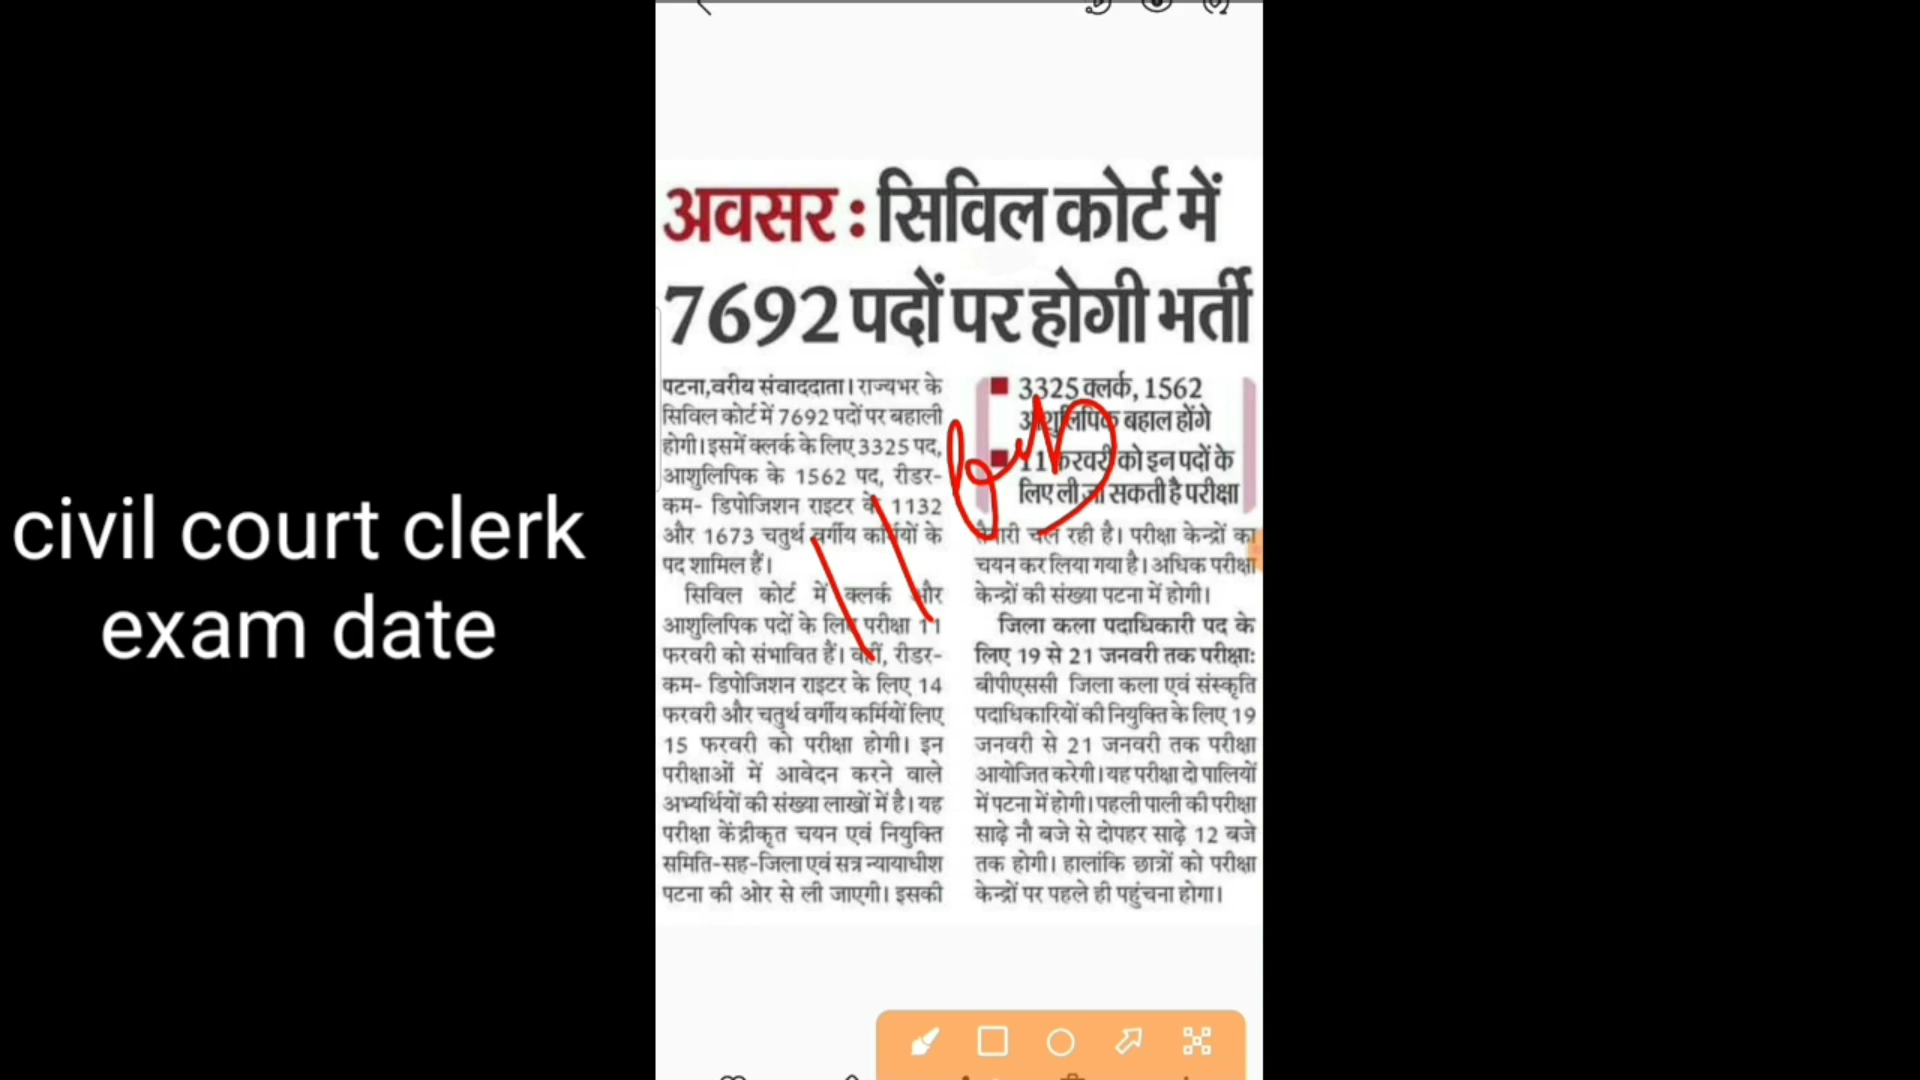 civil court clerk
exam date
अवसर : सिविल कोर्ट में
7692 पदों पर होगी भर्ती
पटना,वरीय संवाददाता। राज्यभर के
सिविल कोर्ट में 7692 पदों पर बहाली
होगी। इसमें क्लर्क के लिए 3325 पद,
आशुलिपिक के 1562 पद, रीडर-
कम- डिपोजिशन राइटर के 1132
और 1673 चतुर्थ वर्गीय कर्मियों के
पद शामिल हैं।
सिविल कोर्ट में क्लर्क और
आशुलिपिक पदों के लिए परीक्षा 11
फरवरी को संभावित हैं। वहीं, रीडर-
कम- डिपोजिशन राइटर के लिए 14
फरवरी और चतुर्थ वर्गीय कर्मियों लिए
15 फरवरी को परीक्षा होगी। इन
परीक्षाओं में आवेदन करने वाले
अभ्यर्थियों की संख्या लाखों में है। यह
परीक्षा केंद्रीकृत चयन एवं नियुक्ति
समिति-सह-जिला एवं सत्र न्यायाधीश
पटना की ओर से ली जाएगी। इसकी
3325 क्लर्क, 1562
आशुलिपिक बहाल होंगे
11 फरवरी को इन पदों के
लिए ली जा सकती है परीक्षा
तैयारी चल रही है। परीक्षा केन्द्रों का
चयन कर लिया गया है। अधिक परीक्षा
केन्द्रों की संख्या पटना में होगी।
जिला कला पदाधिकारी पद के
लिए 19 से 21 जनवरी तक परीक्षा:
बीपीएससी जिला कला एवं संस्कृति
पदाधिकारियों की नियुक्ति के लिए 19
जनवरी से 21 जनवरी तक परीक्षा
आयोजित करेगी। यह परीक्षा दो पालियों
में पटना में होगी। पहली पाली की परीक्षा
साढ़े नौ बजे से दोपहर साढ़े 12 बजे
तक होगी। हालांकि छात्रों को परीक्षा
केन्द्रों पर पहले ही पहुंचना होगा।
11